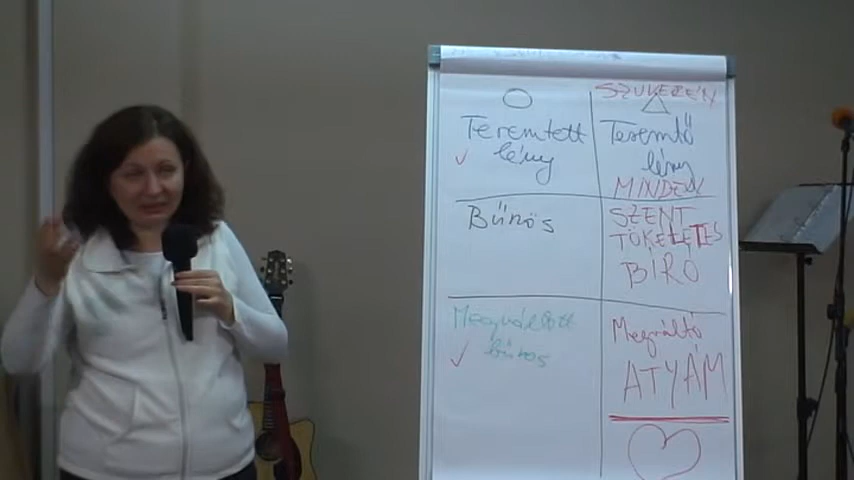 SZUVERÉN
Teremtett
lény
Teremtő
lény
MINDEN
Bűnös
SZENT
TÖKÉLETES
BÍRÓ
Megváltott
bűnös
Megváltó
ATYÁM